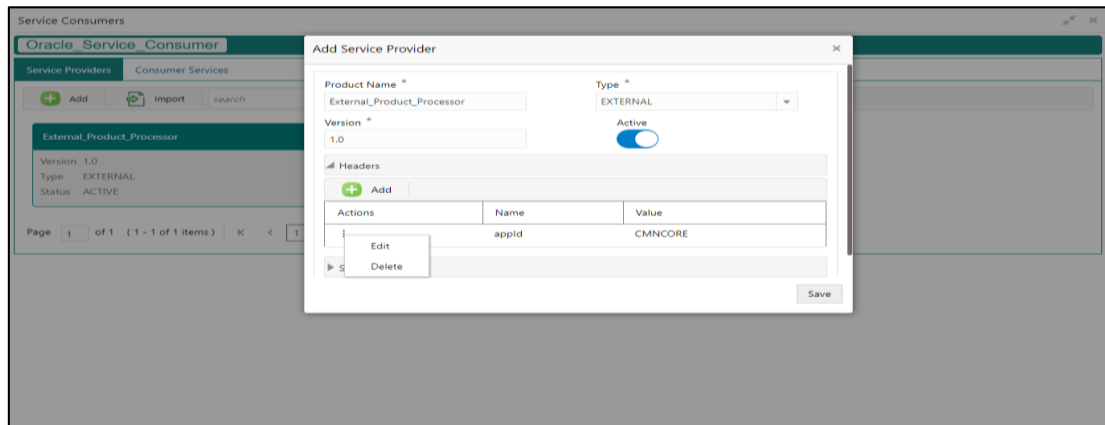 Service Consumers
Oracle_Service_Consumer
Service Providers Consumer Services
Add Import search
External_Product_Processor
Version 1.0
Type EXTERNAL
Status ACTIVE
Page 1 of 1 (1 - 1 of 1 items) K < 1
Add Service Provider
Product Name * Type *
External_Product_Processor EXTERNAL
Version * Active
1.0
Headers
Add
Actions Name Value
appId CMNCORE
Edit
Delete
S
Save